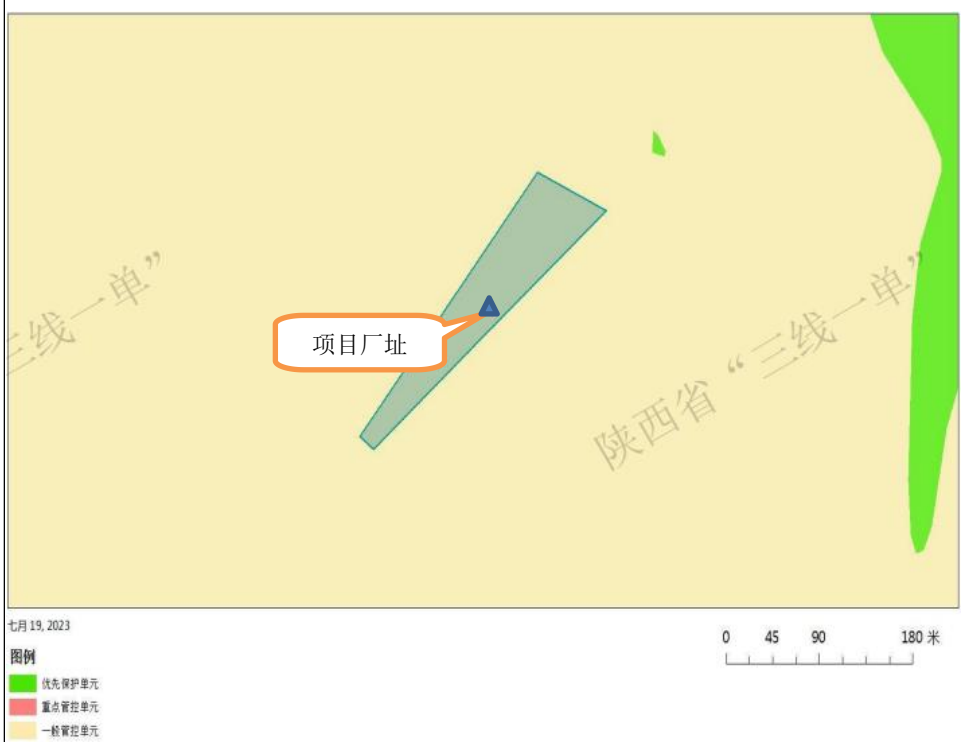 三线一单”
陕西省“三线一单”
项目厂址
七月 19, 2023
0 45 90 180 米
图例
优先保护单元
重点管控单元
一般管控单元